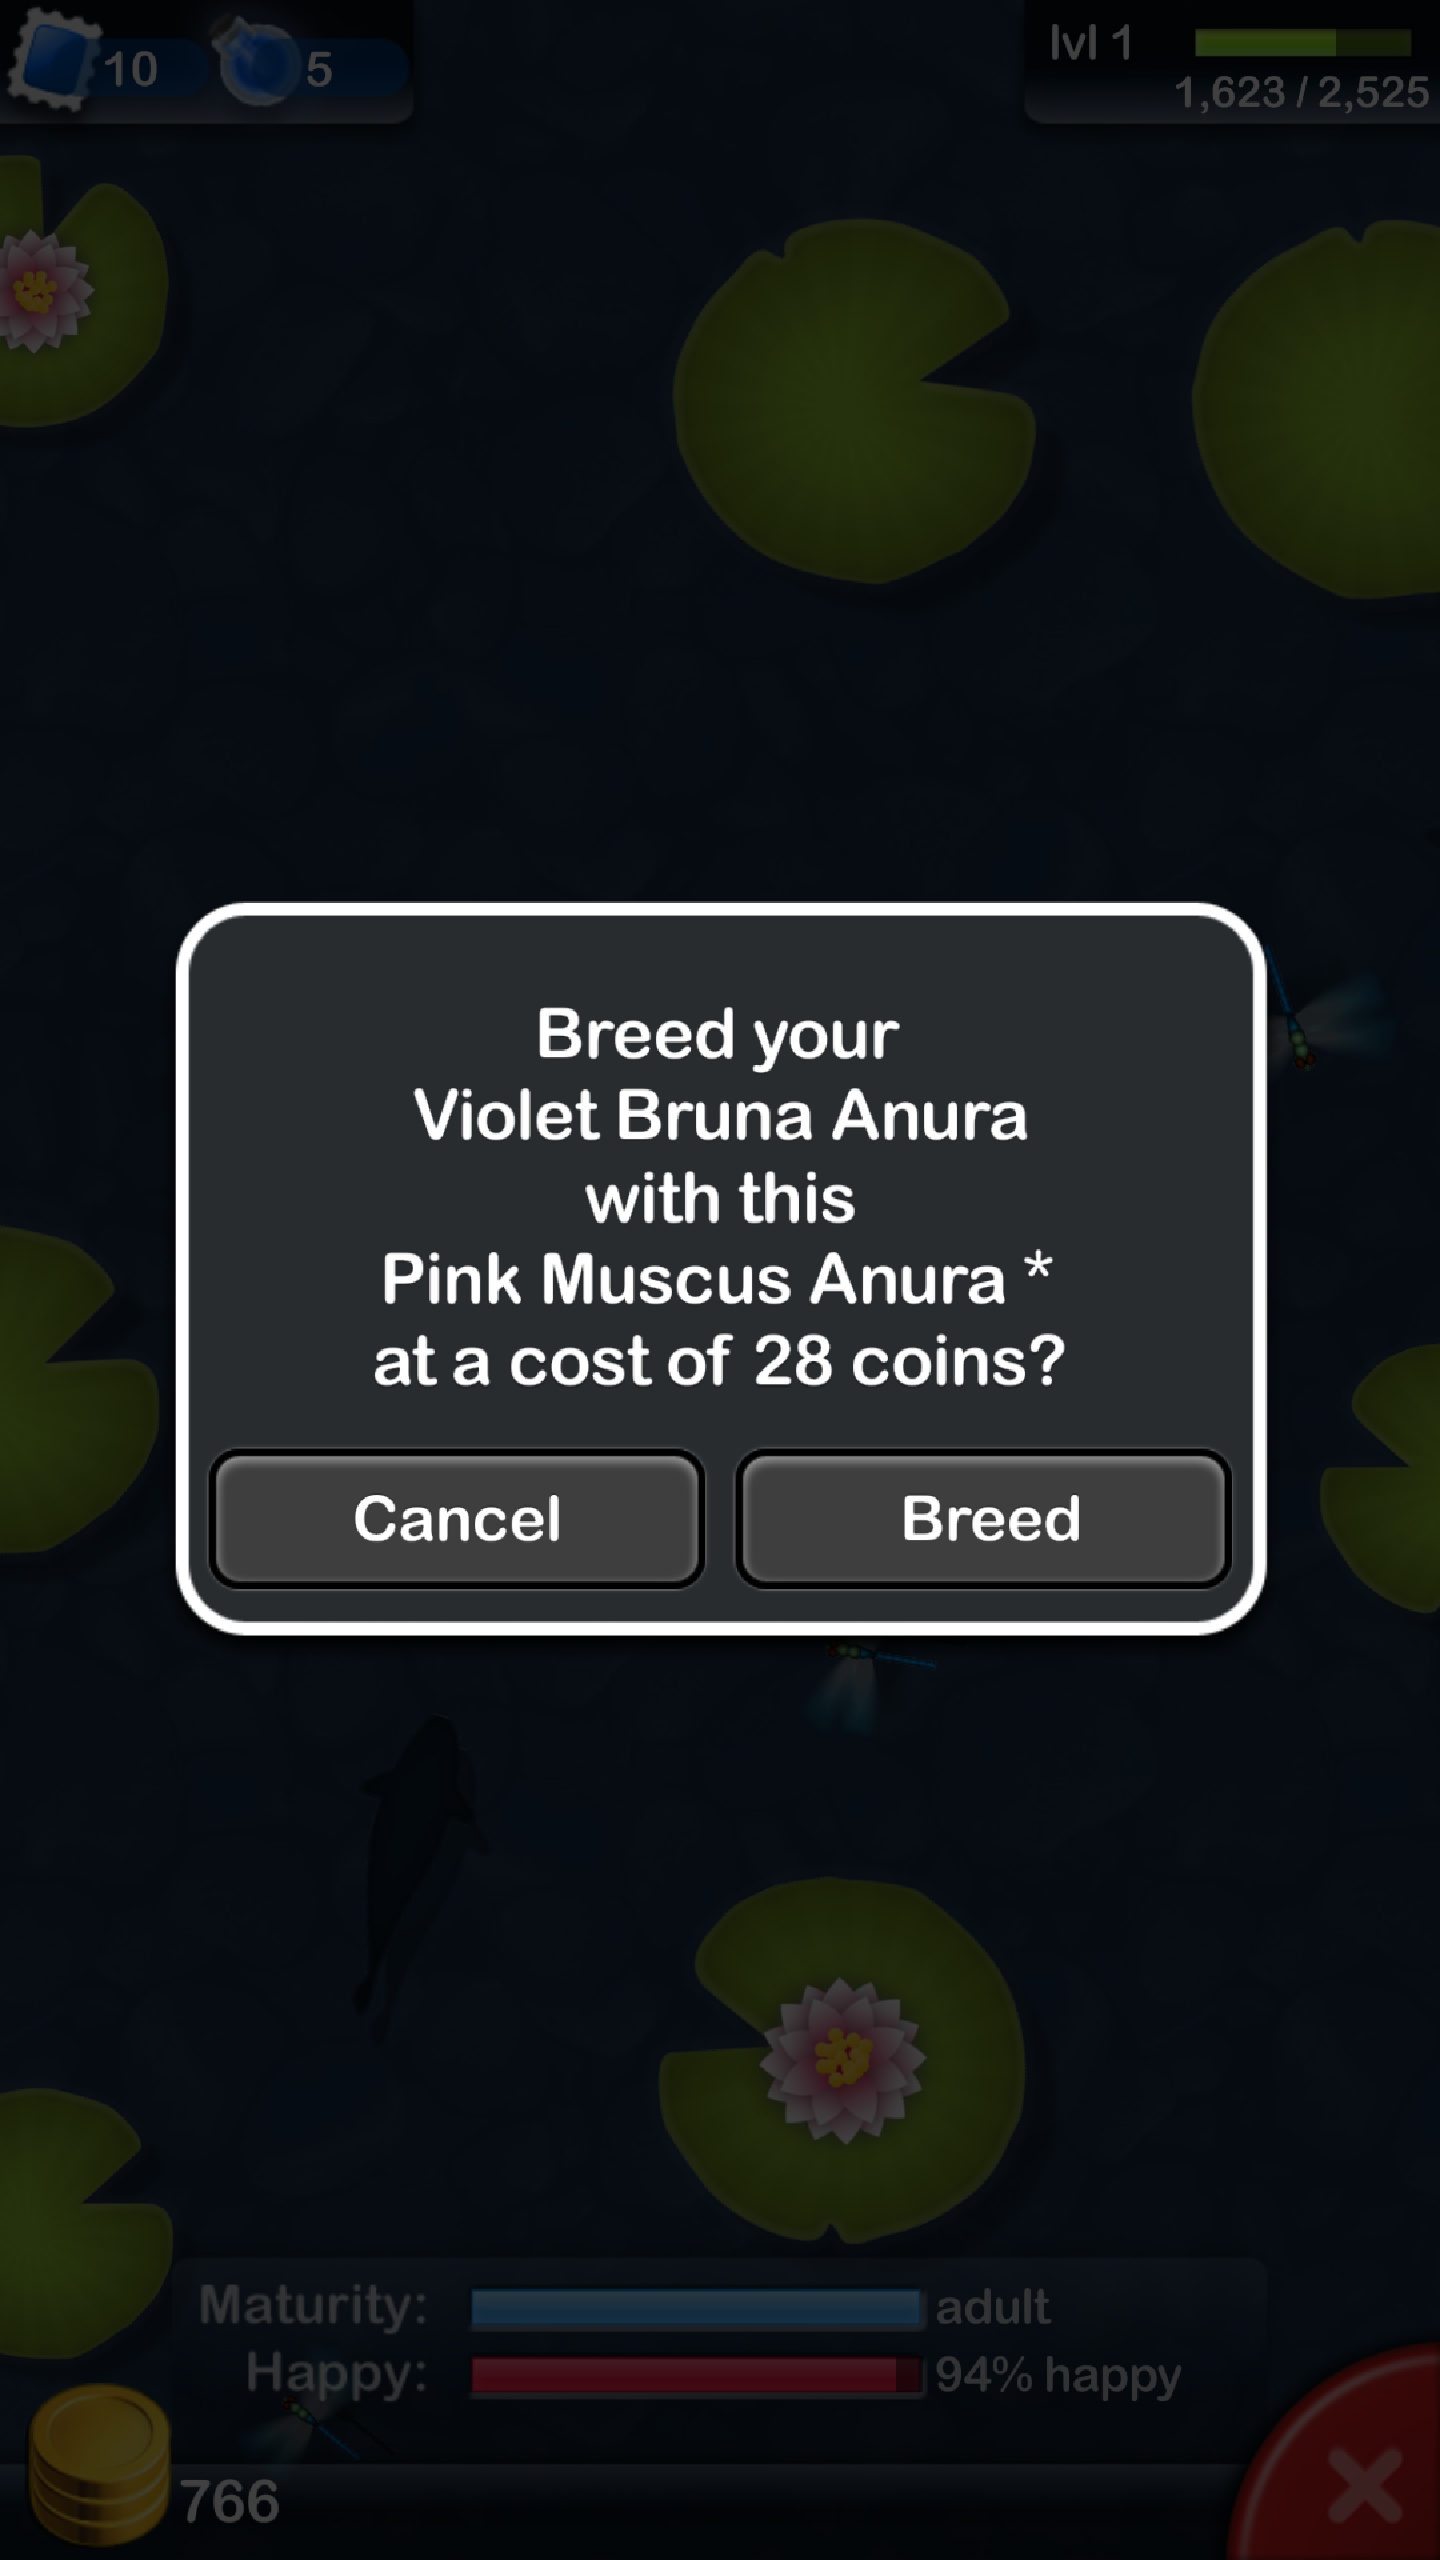 10
5
lvl 1
1,623 / 2,525
Breed your
Violet Bruna Anura
with this
Pink Muscus Anura *
at a cost of 28 coins?
Cancel
Breed
Maturity:
adult
Happy:
94% happy
766